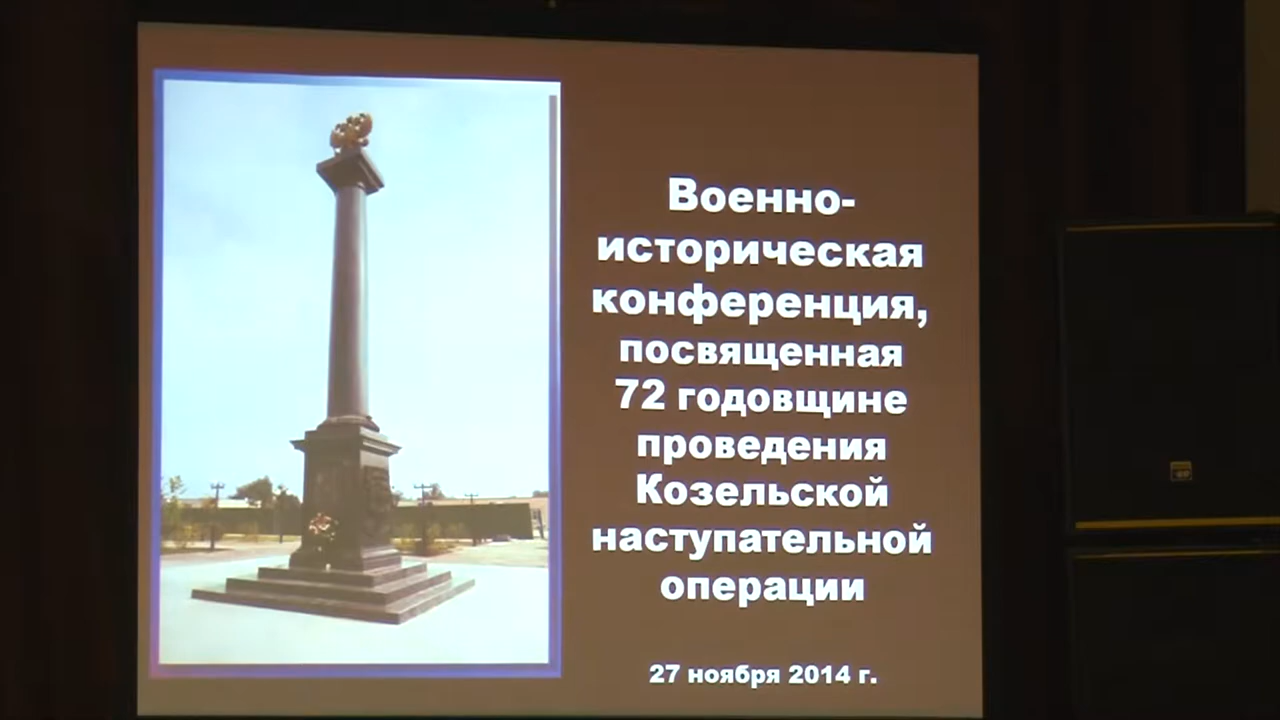 Военно-
историческая
конференция,
посвященная
72 годовщине
проведения
Козельской
наступательной
операции
27 ноября 2014 г.